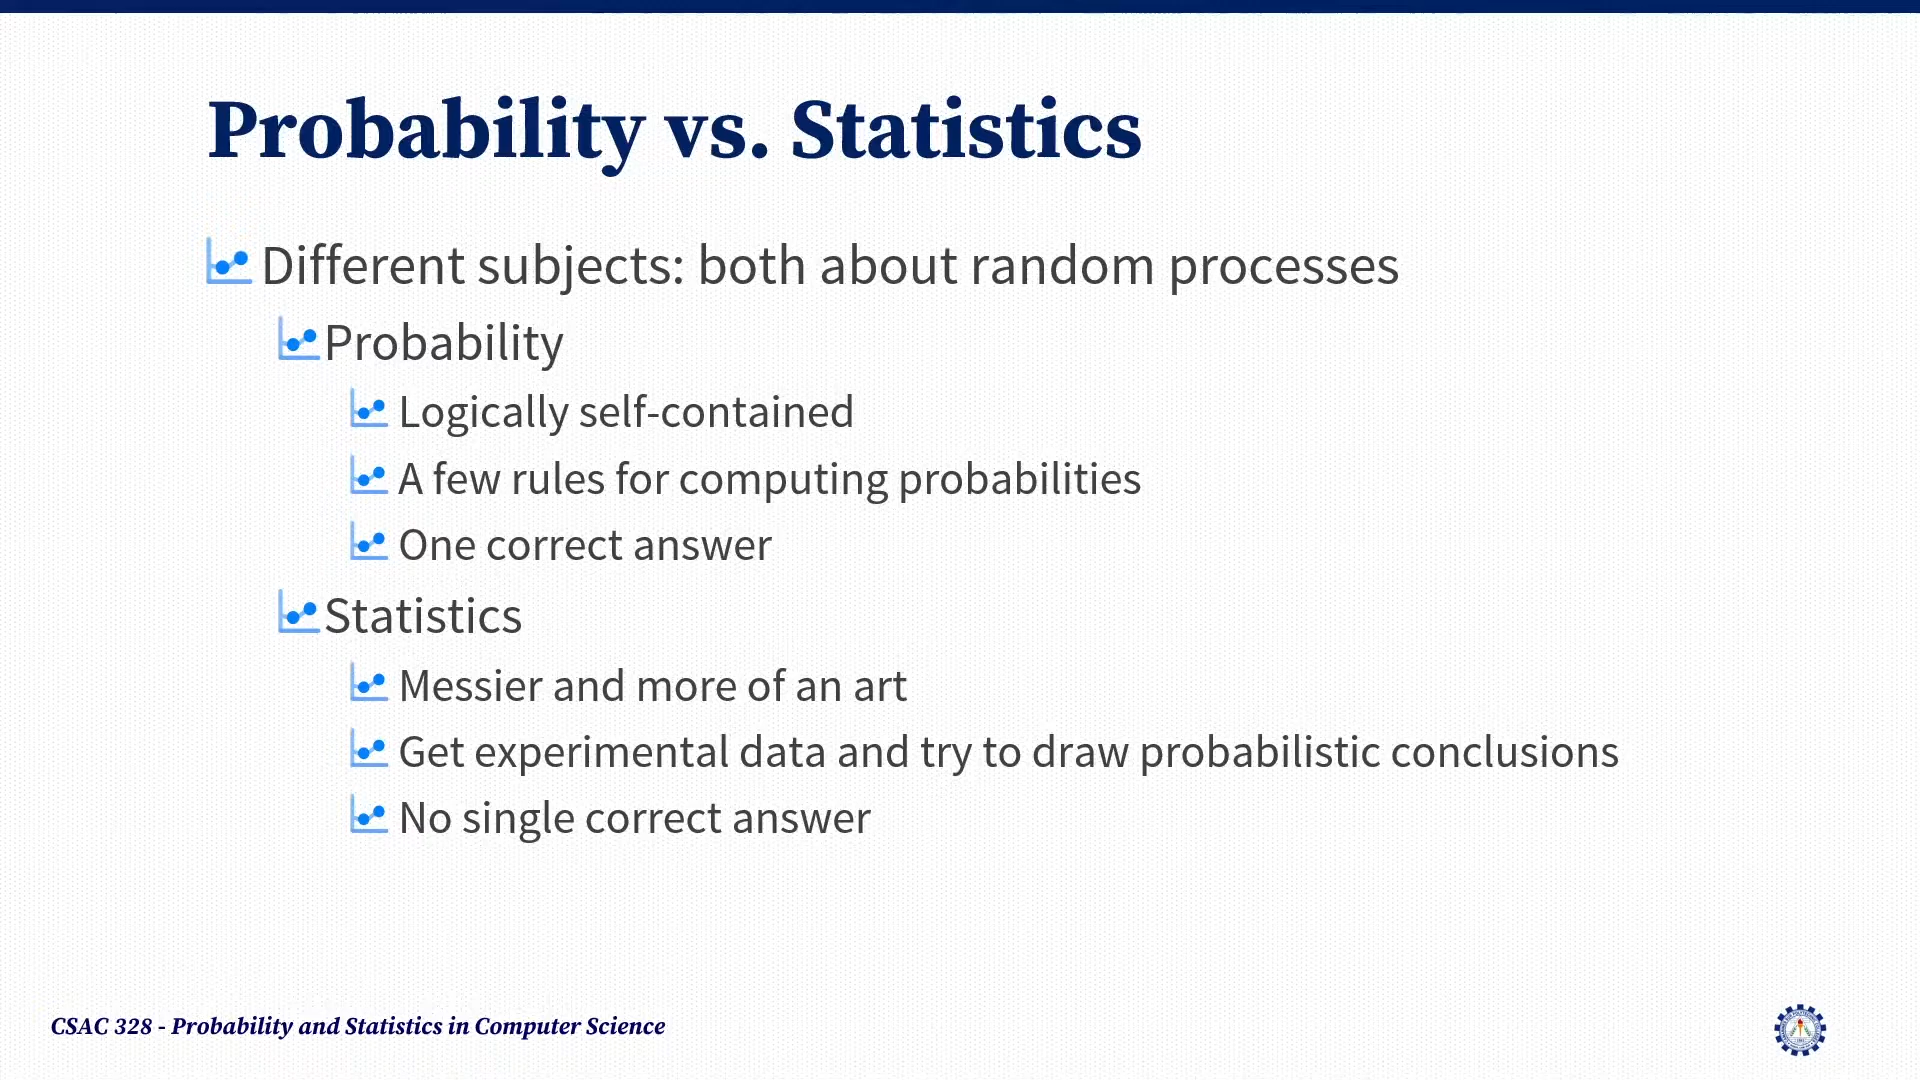 Probability vs. Statistics
Different subjects: both about random processes
Probability
Logically self-contained
A few rules for computing probabilities
One correct answer
Statistics
Messier and more of an art
Get experimental data and try to draw probabilistic conclusions
No single correct answer
CSAC 328 - Probability and Statistics in Computer Science